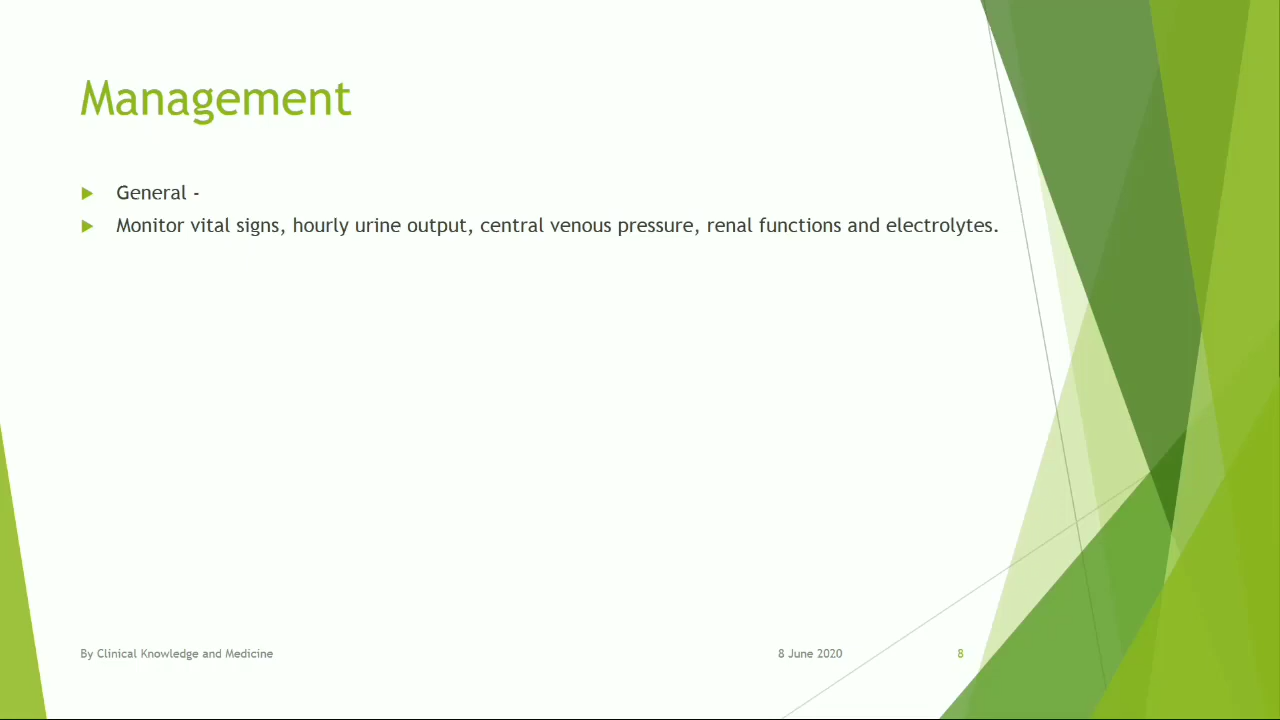 Management
General -
Monitor vital signs, hourly urine output, central venous pressure, renal functions and electrolytes.
By Clinical Knowledge and Medicine
8 June 2020
8